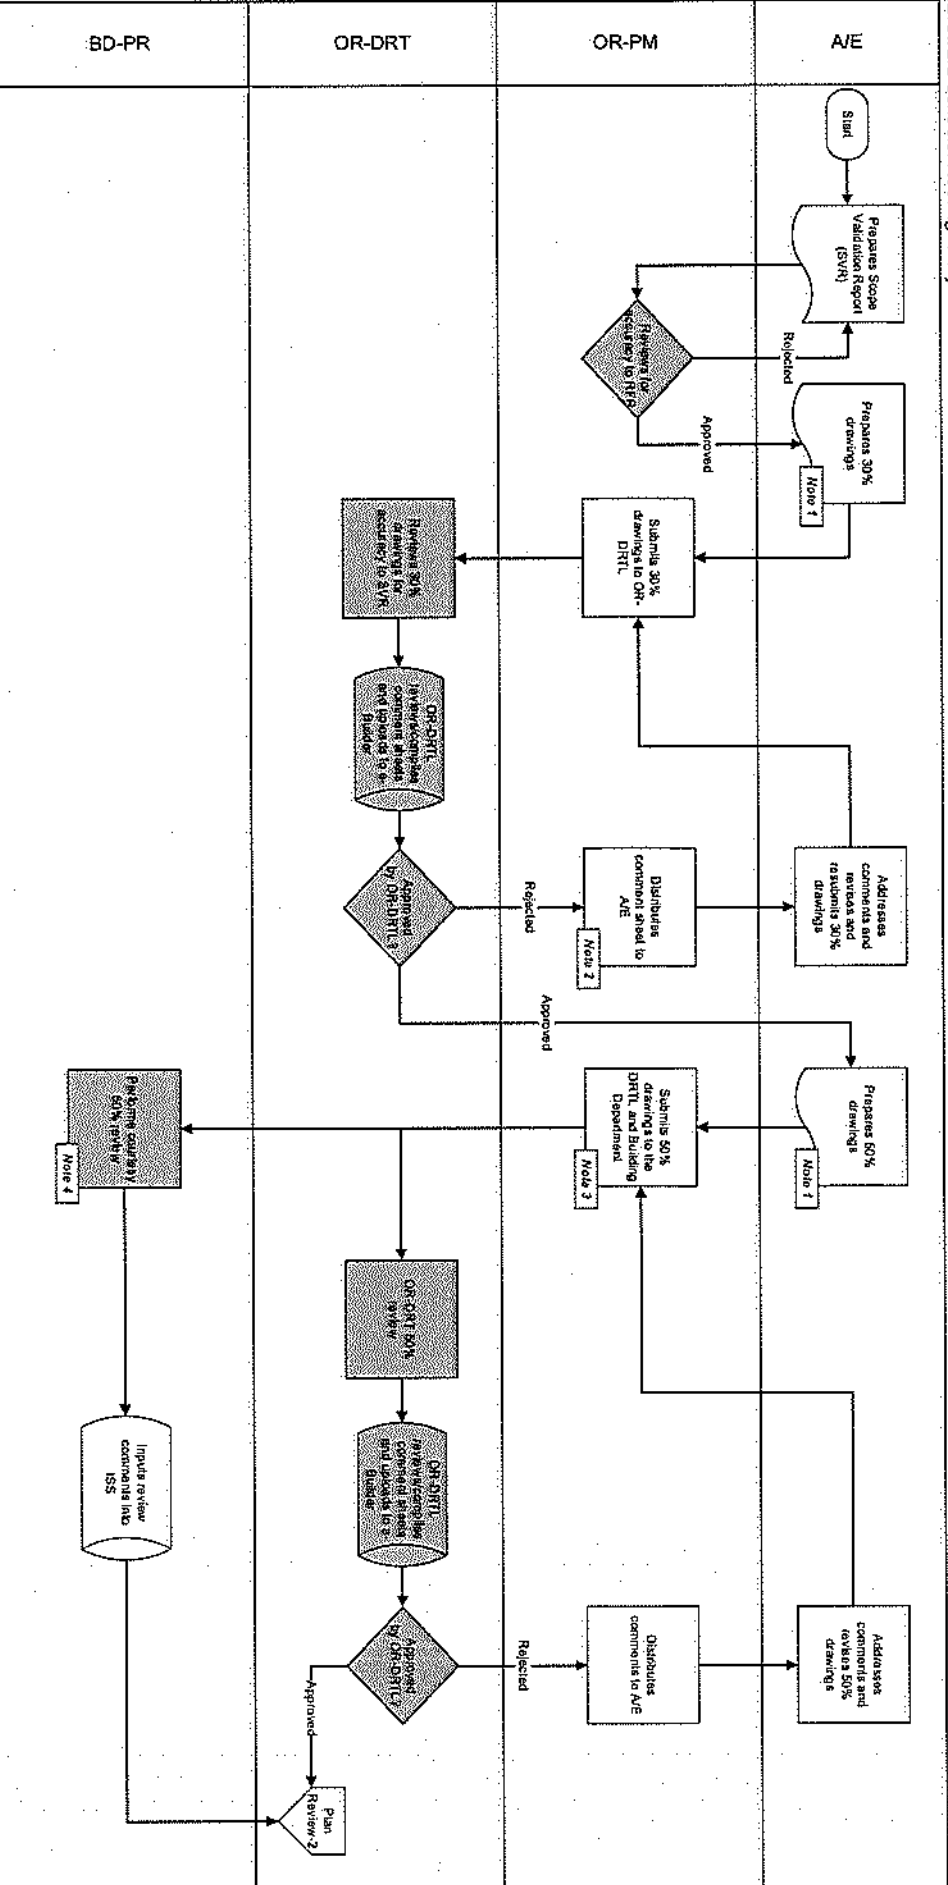 BD-PR
OR-DRT
OR-PM
A/E
Start
Prepares Scope
Validation Report
(SVR)
Reviews for
accuracy to
Rejected
Approved
Prepares 30%
drawings
Note 1
Submits 30%
drawings to OR-
DRTL
Reviews 30%
drawings for
accuracy to SVR
OR-DRTL
reviews/compiles
comment sheets
and uploads to e-
Builder
Approved
by OR-DRTL?
Rejected
Distributes
comment sheet to
A/E
Note 2
Addresses
comments and
revises and
resubmits 30%
drawings
Approved
Prepares 50%
drawings
Note 1
Submits 50%
drawings to the
DRTL and Building
Department
Note 3
Performs courtesy
50% review
Note 4
OR-DRT 50%
review
OR-DRTL
reviews/compiles
comment sheets
and uploads to e-
Builder
Inputs review
comments into
ISS
Approved
by OR-DRTL?
Rejected
Distributes
comments to A/E
Addresses
comments and
revises 50%
drawings
Approved
Plan
Review-2